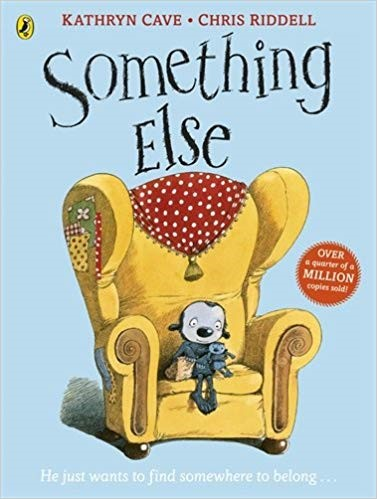 KATHRYN CAVE • CHRIS RIDDELL
Something
Else
OVER
a quarter of a
MILLION
copies sold!
He just wants to find somewhere to belong . . .